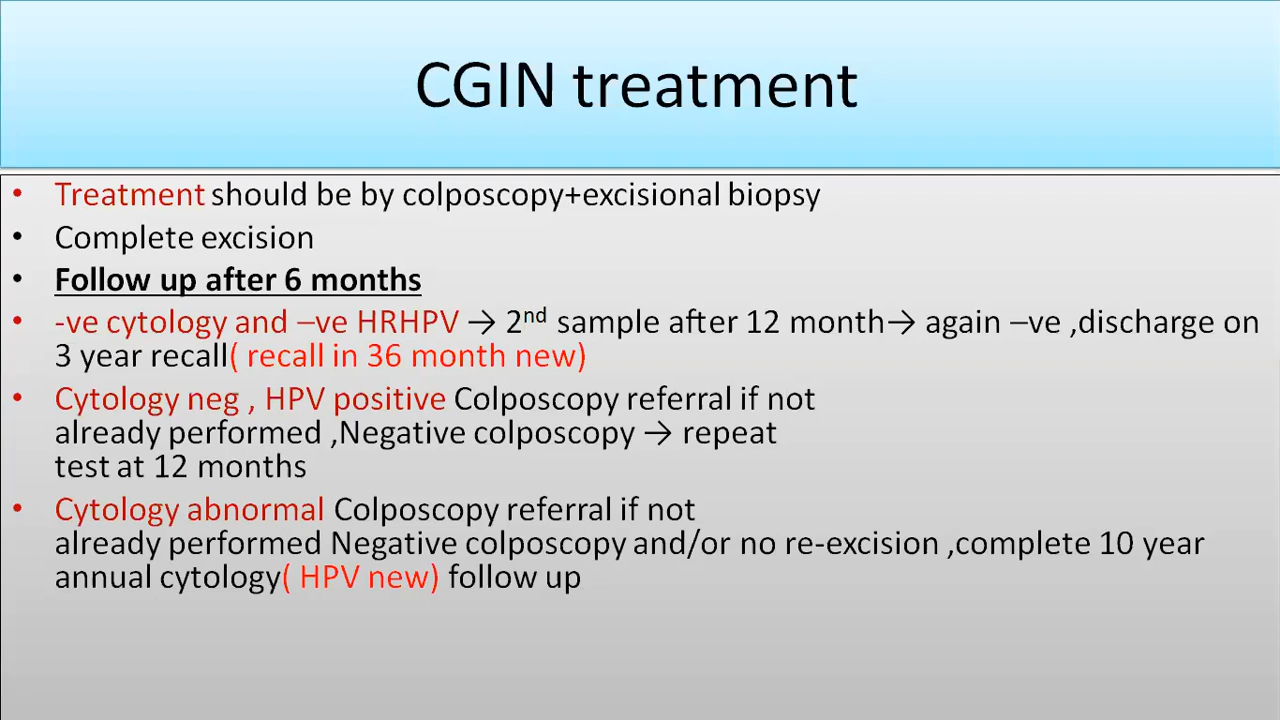 CGIN treatment
• Treatment should be by colposcopy+excisional biopsy
• Complete excision
• Follow up after 6 months
• -ve cytology and –ve HRHPV → 2nd sample after 12 month→ again –ve ,discharge on
3 year recall( recall in 36 month new)
• Cytology neg , HPV positive Colposcopy referral if not
already performed ,Negative colposcopy → repeat
test at 12 months
• Cytology abnormal Colposcopy referral if not
already performed Negative colposcopy and/or no re-excision ,complete 10 year
annual cytology( HPV new) follow up